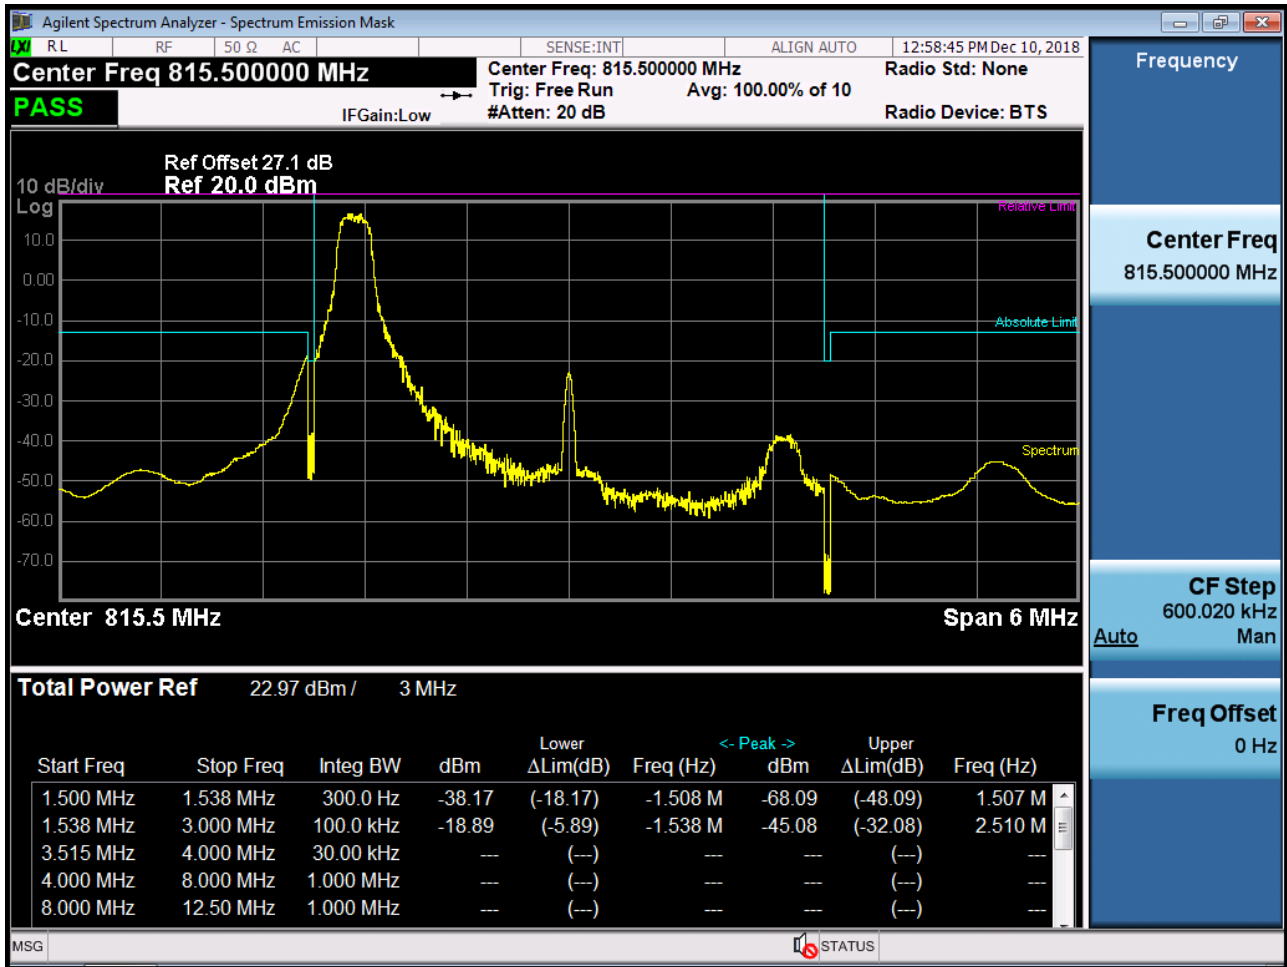 Agilent Spectrum Analyzer - Spectrum Emission Mask
LXI RL RF 50 Ω AC SENSE:INT ALIGN AUTO 12:58:45 PM Dec 10, 2018
Center Freq 815.500000 MHz
PASS
IFGain:Low
Center Freq: 815.500000 MHz
Trig: Free Run Avg: 100.00% of 10
#Atten: 20 dB
Radio Std: None
Radio Device: BTS
Ref Offset 27.1 dB
10 dB/div Ref 20.0 dBm
Log
Relative Limit
10.0
0.00
-10.0
Absolute Limit
-20.0
-30.0
-40.0
Spectrum
-50.0
-60.0
-70.0
Center 815.5 MHz Span 6 MHz
Total Power Ref 22.97 dBm / 3 MHz
Lower <- Peak -> Upper
Start Freq Stop Freq Integ BW dBm ΔLim(dB) Freq (Hz) dBm ΔLim(dB) Freq (Hz)
1.500 MHz 1.538 MHz 300.0 Hz -38.17 (-18.17) -1.508 M -68.09 (-48.09) 1.507 M
1.538 MHz 3.000 MHz 100.0 kHz -18.89 (-5.89) -1.538 M -45.08 (-32.08) 2.510 M
3.515 MHz 4.000 MHz 30.00 kHz --- (---) --- --- (---) ---
4.000 MHz 8.000 MHz 1.000 MHz --- (---) --- --- (---) ---
8.000 MHz 12.50 MHz 1.000 MHz --- (---) --- --- (---) ---
MSG STATUS
Frequency
Center Freq
815.500000 MHz
CF Step
600.020 kHz
Auto Man
Freq Offset
0 Hz